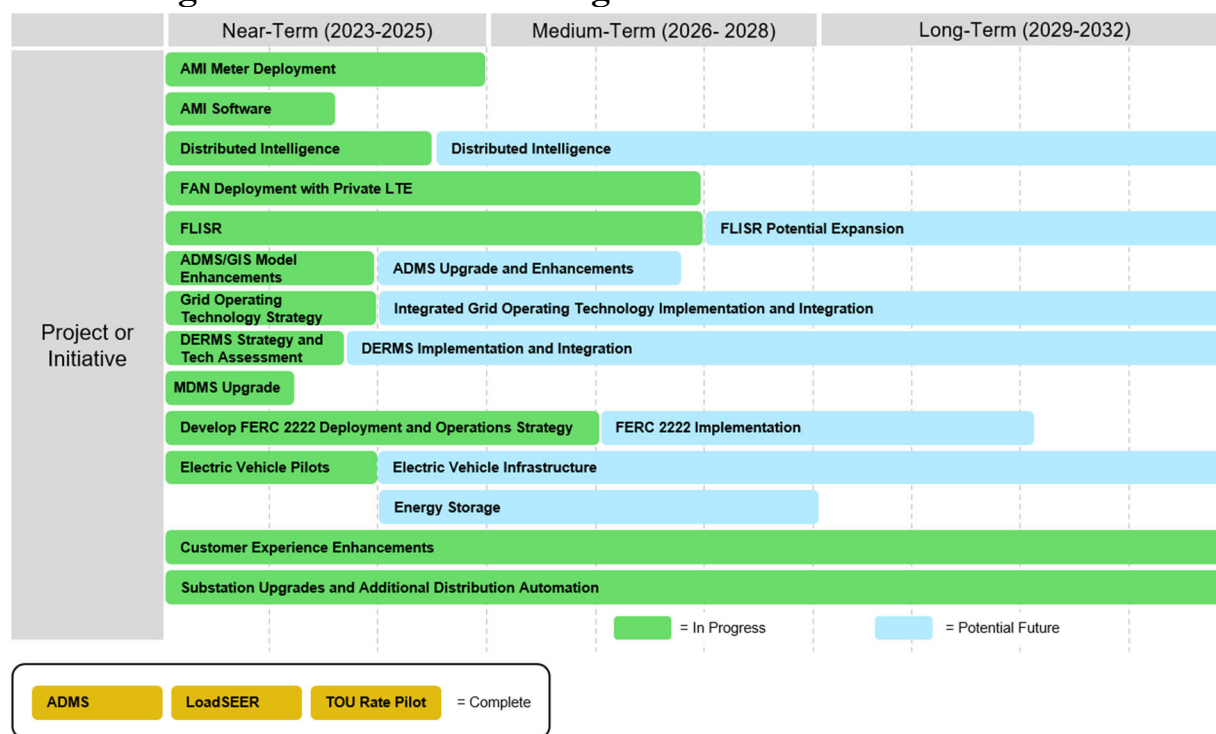 Near-Term (2023-2025)
Medium-Term (2026- 2028)
Long-Term (2029-2032)
Project or
Initiative
AMI Meter Deployment
AMI Software
Distributed Intelligence
Distributed Intelligence
FAN Deployment with Private LTE
FLISR
FLISR Potential Expansion
ADMS/GIS Model
Enhancements
ADMS Upgrade and Enhancements
Grid Operating
Technology Strategy
Integrated Grid Operating Technology Implementation and Integration
DERMS Strategy and
Tech Assessment
DERMS Implementation and Integration
MDMS Upgrade
Develop FERC 2222 Deployment and Operations Strategy
FERC 2222 Implementation
Electric Vehicle Pilots
Electric Vehicle Infrastructure
Energy Storage
Customer Experience Enhancements
Substation Upgrades and Additional Distribution Automation
= In Progress
= Potential Future
ADMS
LoadSEER
TOU Rate Pilot
= Complete